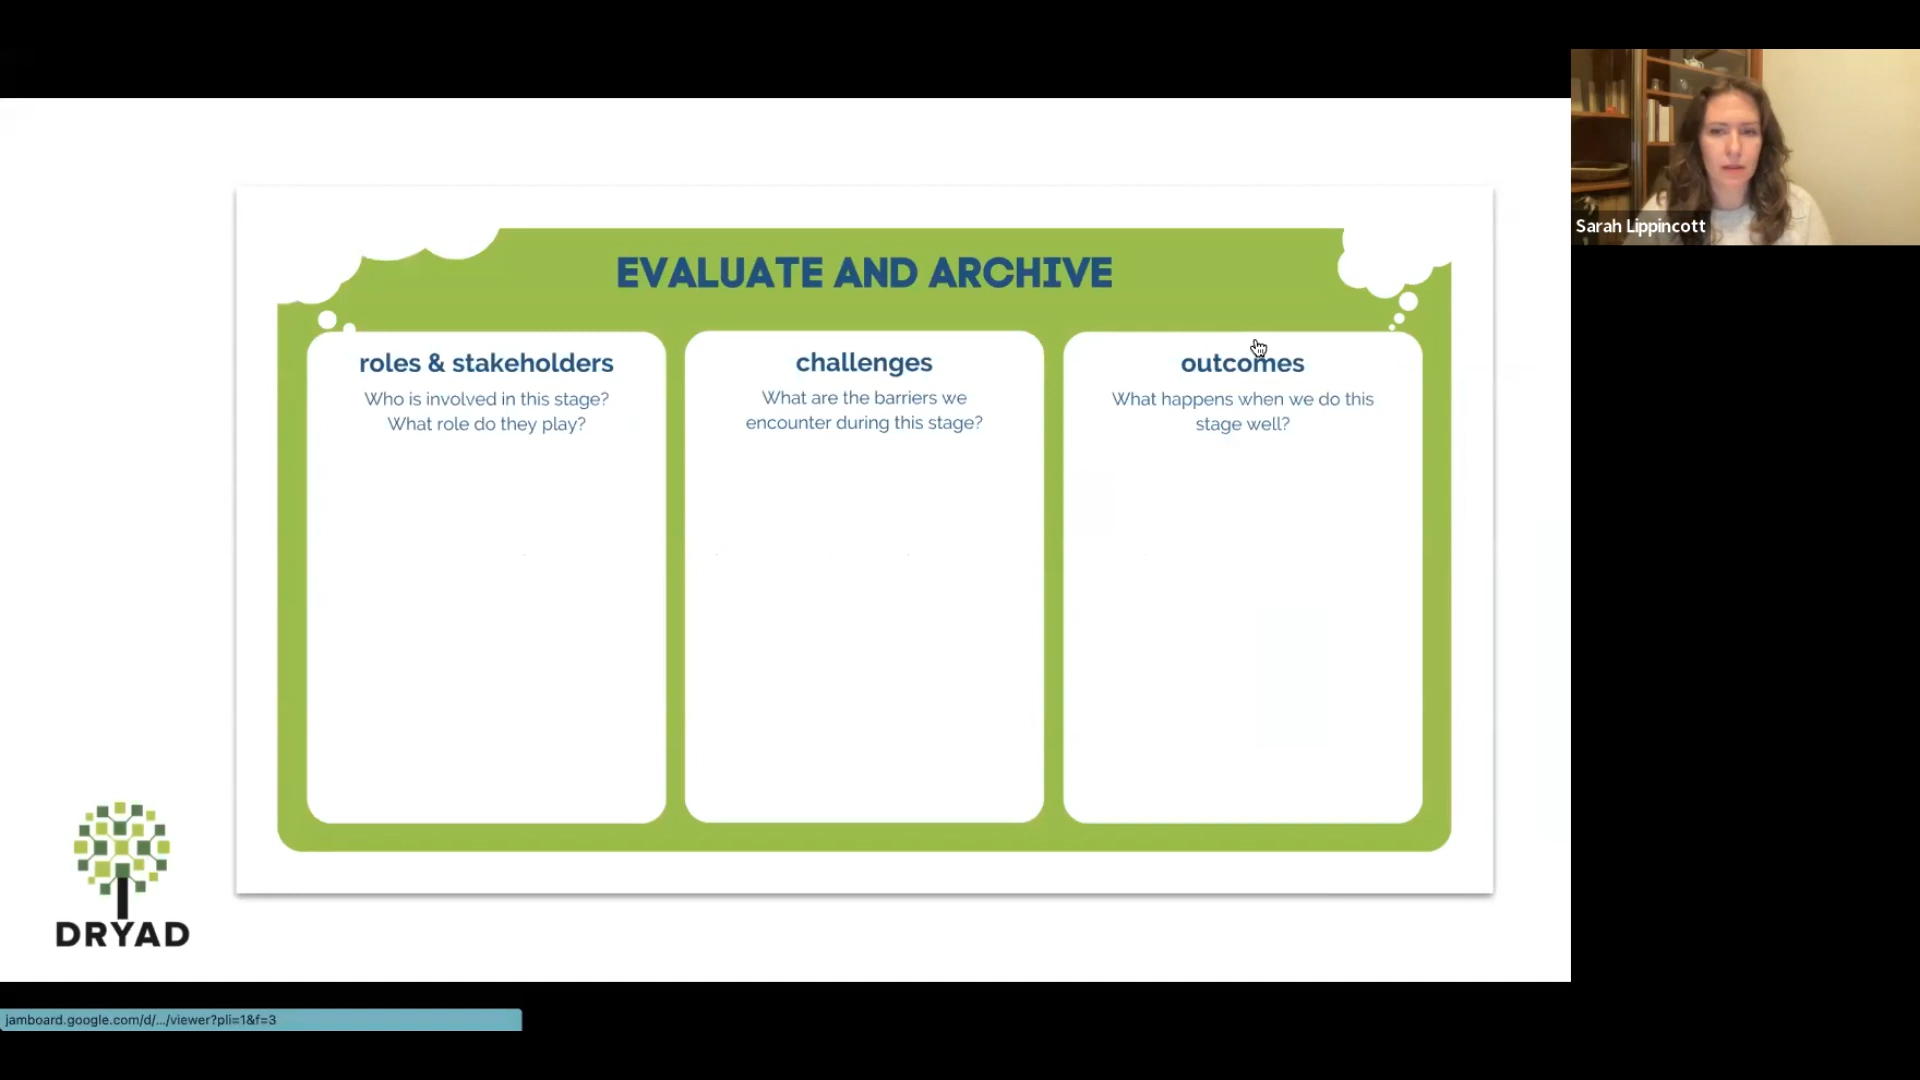 Sarah Lippincott
EVALUATE AND ARCHIVE
roles & stakeholders
Who is involved in this stage?
What role do they play?
challenges
What are the barriers we
encounter during this stage?
outcomes
What happens when we do this
stage well?
DRYAD
jamboard.google.com/d/.../viewer?pli=1&f=3